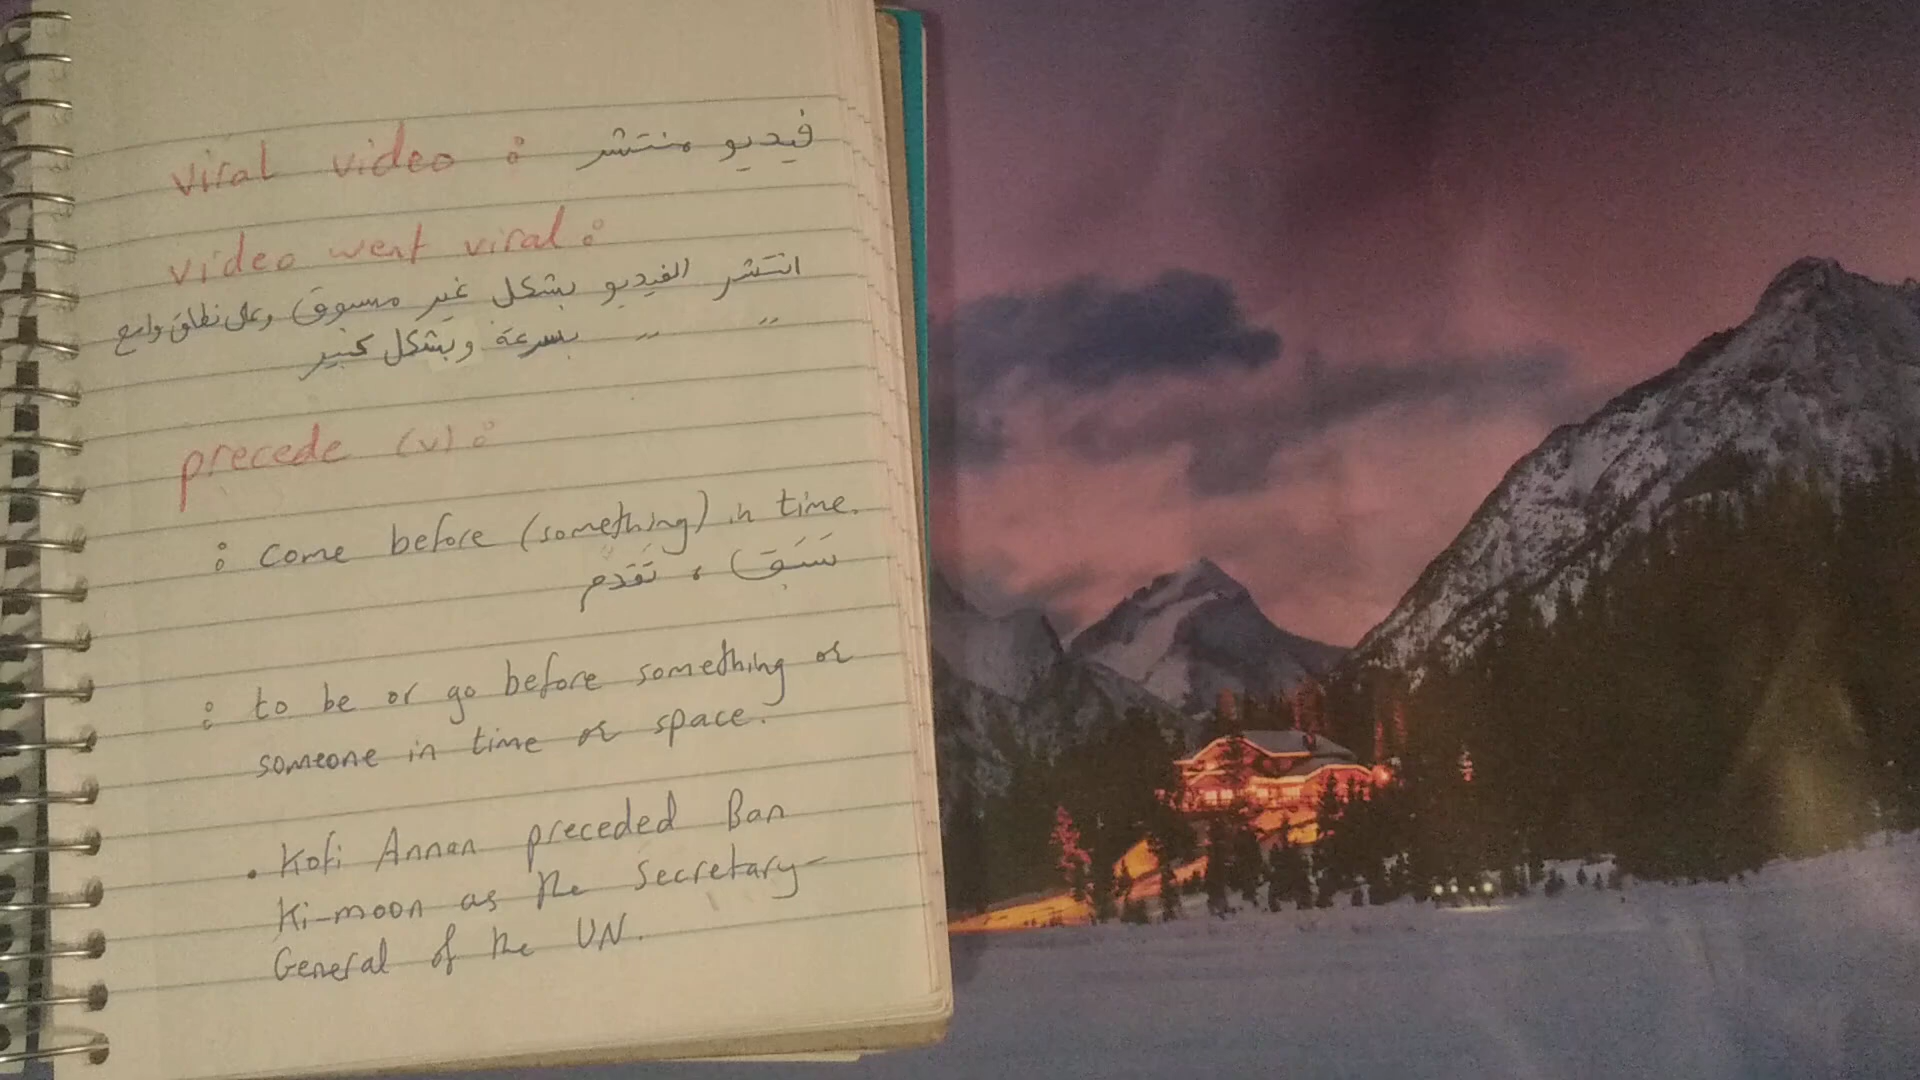 viral video : فيديو منتشر
video went viral :
انتشر الفيديو بشكل غير مسوق وعلى نطاق واسع
〃 〃 بسرعة وبشكل كبير
precede (v) :
: come before (something) in time.
سَبَق ، تَقَدم
: to be or go before something or
someone in time or space.
. Kofi Annan preceded Ban
Ki-moon as the Secretary-
General of the UN.